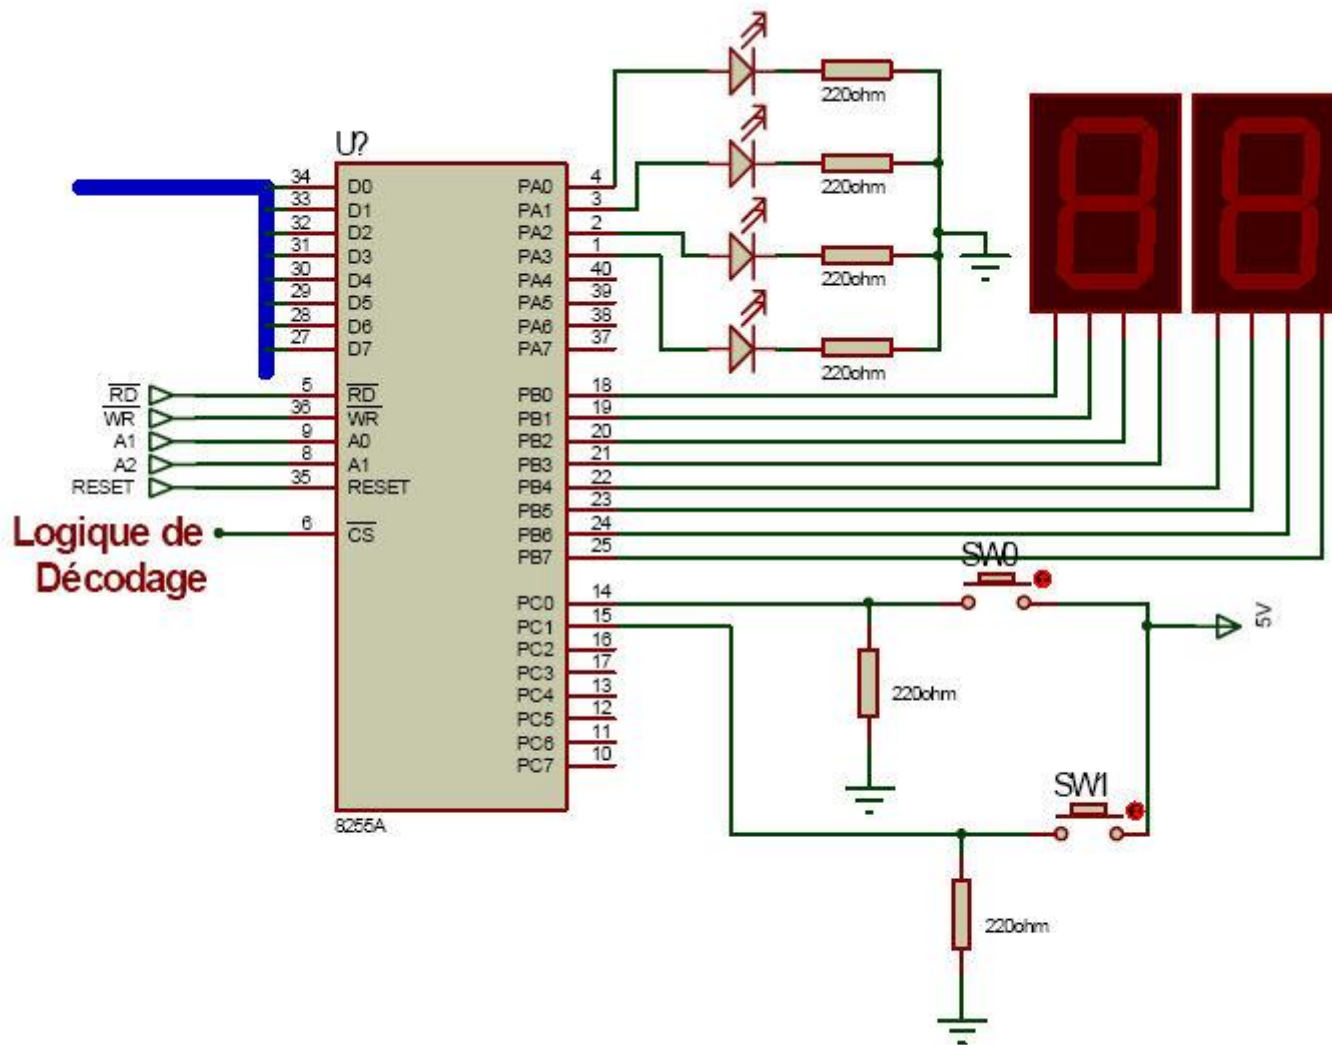 U?
34 D0 PA0 4
33 D1 PA1 3
32 D2 PA2 2
31 D3 PA3 1
30 D4 PA4 40
29 D5 PA5 39
28 D6 PA6 38
27 D7 PA7 37
RD 5 RD PB0 18
WR 36 WR PB1 19
A1 9 A0 PB2 20
A2 8 A1 PB3 21
RESET 35 RESET PB4 22
PB5 23
Logique de
Décodage
6 CS PB6 24
PB7 25
PC0 14
PC1 15
PC2 16
PC3 17
PC4 13
PC5 12
PC6 11
PC7 10
8255A
220ohm
220ohm
220ohm
220ohm
SW0
5V
220ohm
SW1
220ohm